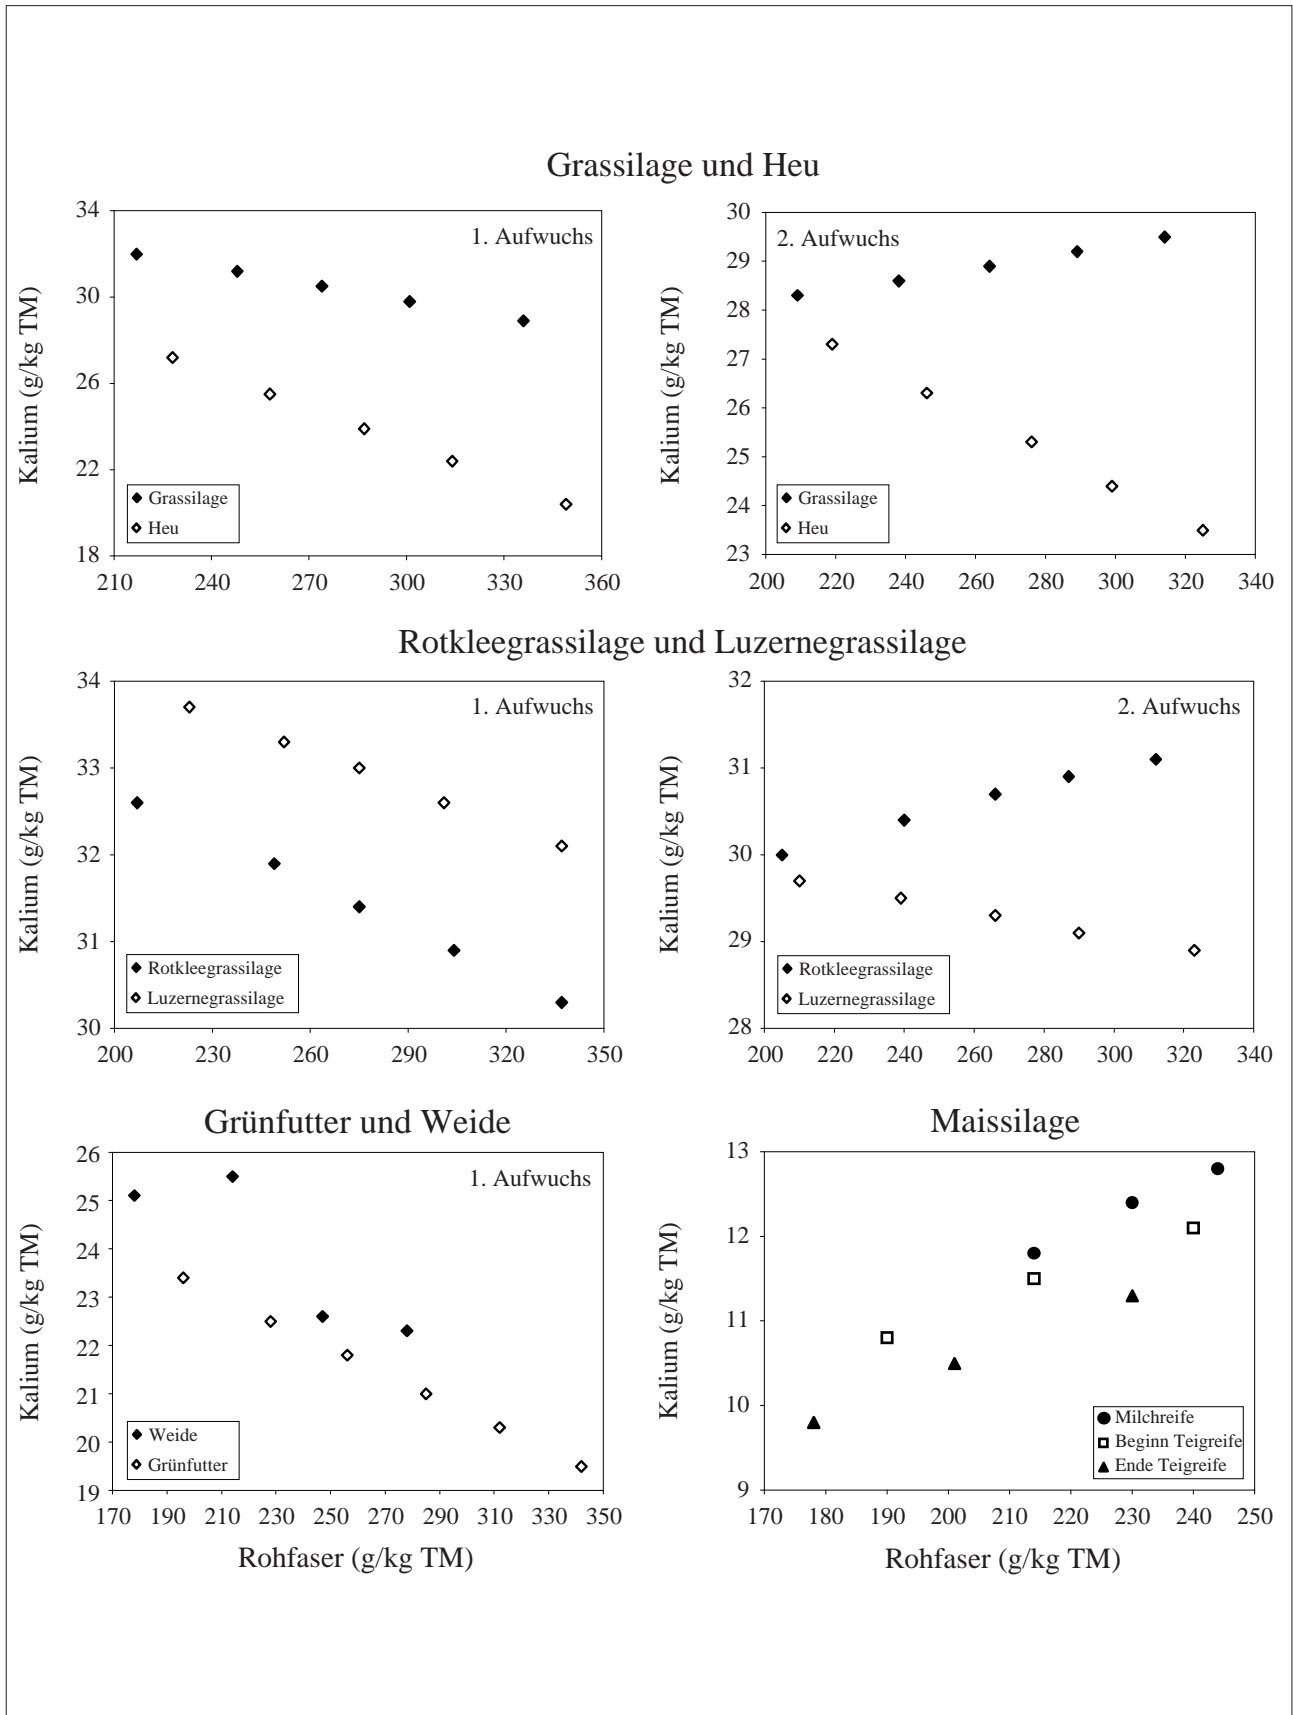 Grassilage und Heu
34
30
26
22
18
Kalium (g/kg TM)
1. Aufwuchs
Grassilage
Heu
210 240 270 300 330 360
30
29
28
27
26
25
24
23
Kalium (g/kg TM)
2. Aufwuchs
Grassilage
Heu
200 220 240 260 280 300 320 340
Rotkleegrassilage und Luzernegrassilage
34
33
32
31
30
Kalium (g/kg TM)
1. Aufwuchs
Rotkleegrassilage
Luzernegrassilage
200 230 260 290 320 350
32
31
30
29
28
Kalium (g/kg TM)
2. Aufwuchs
Rotkleegrassilage
Luzernegrassilage
200 220 240 260 280 300 320 340
Grünfutter und Weide
26
25
24
23
22
21
20
19
Kalium (g/kg TM)
1. Aufwuchs
Weide
Grünfutter
170 190 210 230 250 270 290 310 330 350
Rohfaser (g/kg TM)
Maissilage
13
12
11
10
9
Kalium (g/kg TM)
Milchreife
Beginn Teigreife
Ende Teigreife
170 180 190 200 210 220 230 240 250
Rohfaser (g/kg TM)